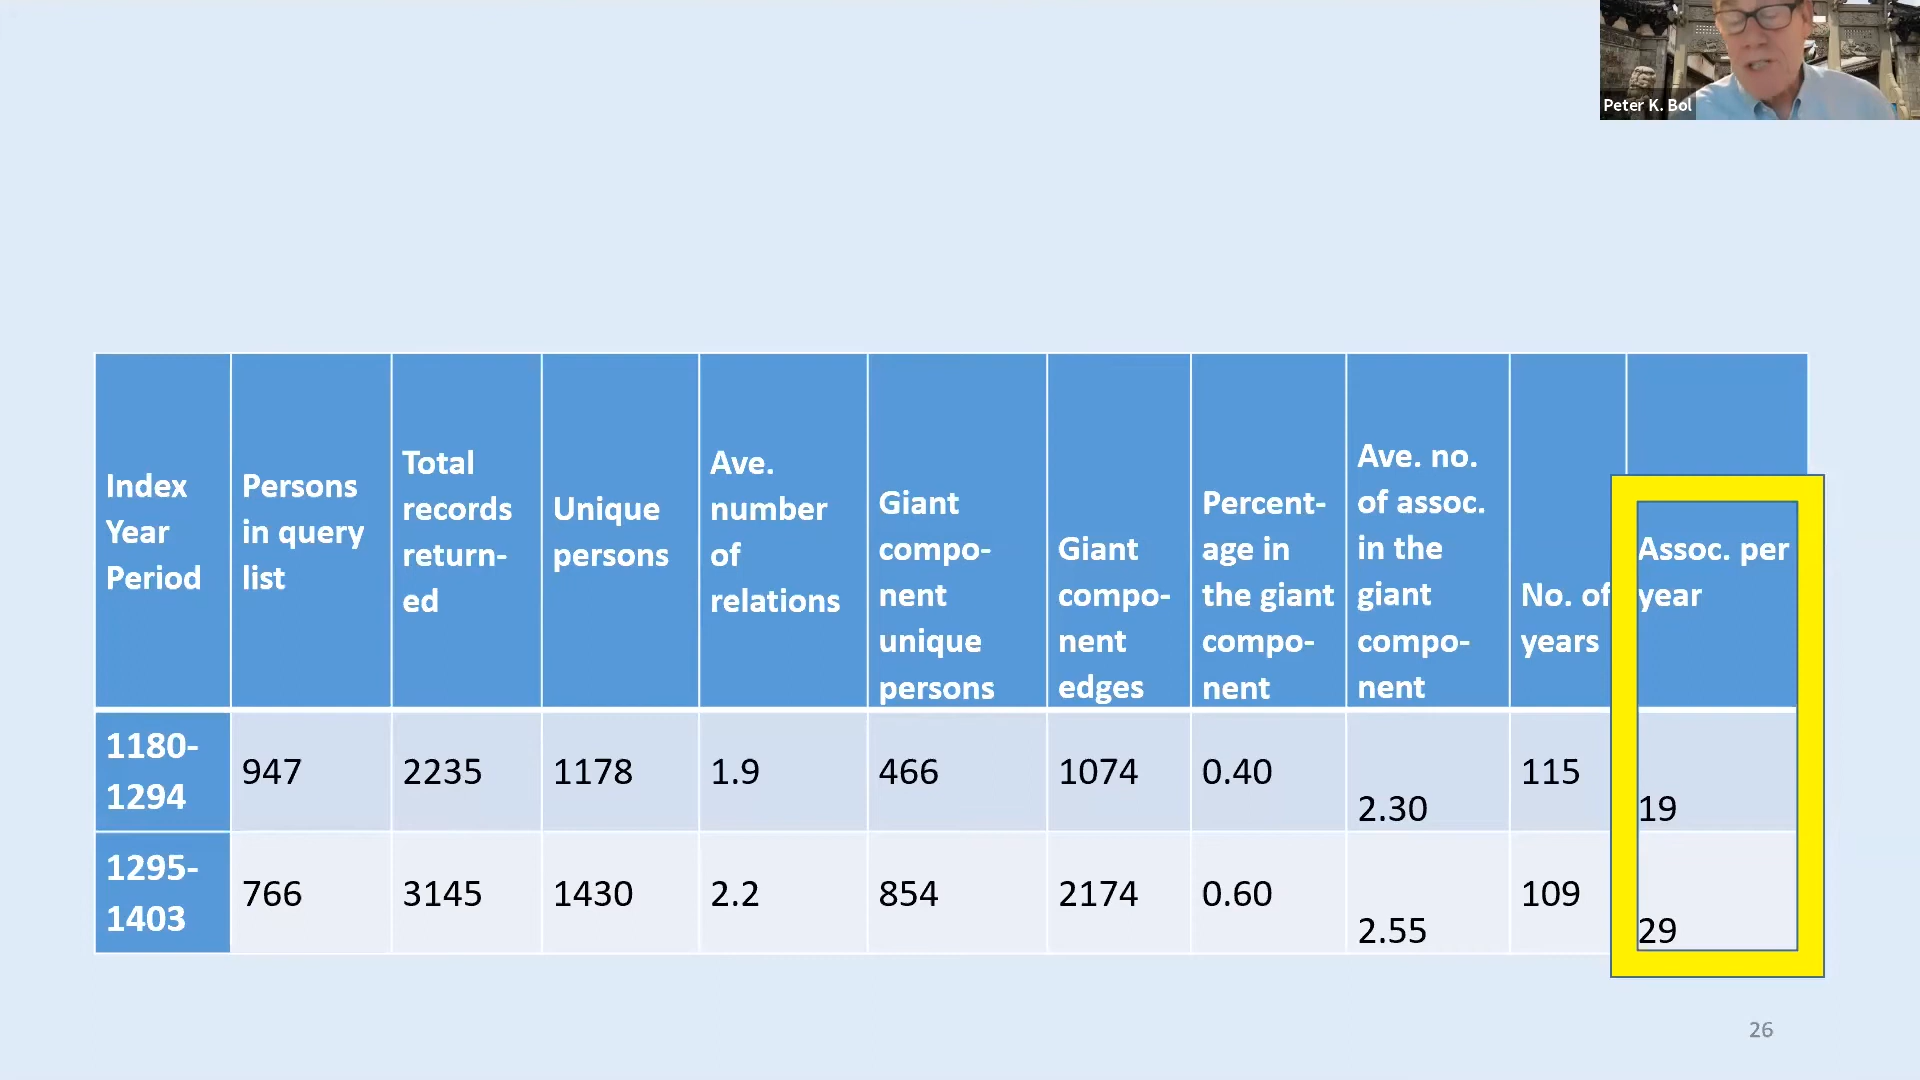 Peter K. Bol
Index
Year
Period
Persons
in query
list
Total
records
return-
ed
Unique
persons
Ave.
number
of
relations
Giant
compo-
nent
unique
persons
Giant
compo-
nent
edges
Percent-
age in
the giant
compo-
nent
Ave. no.
of assoc.
in the
giant
compo-
nent
No. of
years
Assoc. per
year
1180-
1294
947
2235
1178
1.9
466
1074
0.40
2.30
115
19
1295-
1403
766
3145
1430
2.2
854
2174
0.60
2.55
109
29
26